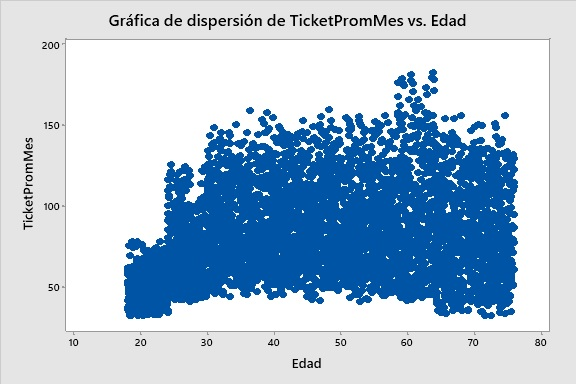 Gráfica de dispersión de TicketPromMes vs. Edad
200
150
100
50
TicketPromMes
10 20 30 40 50 60 70 80
Edad